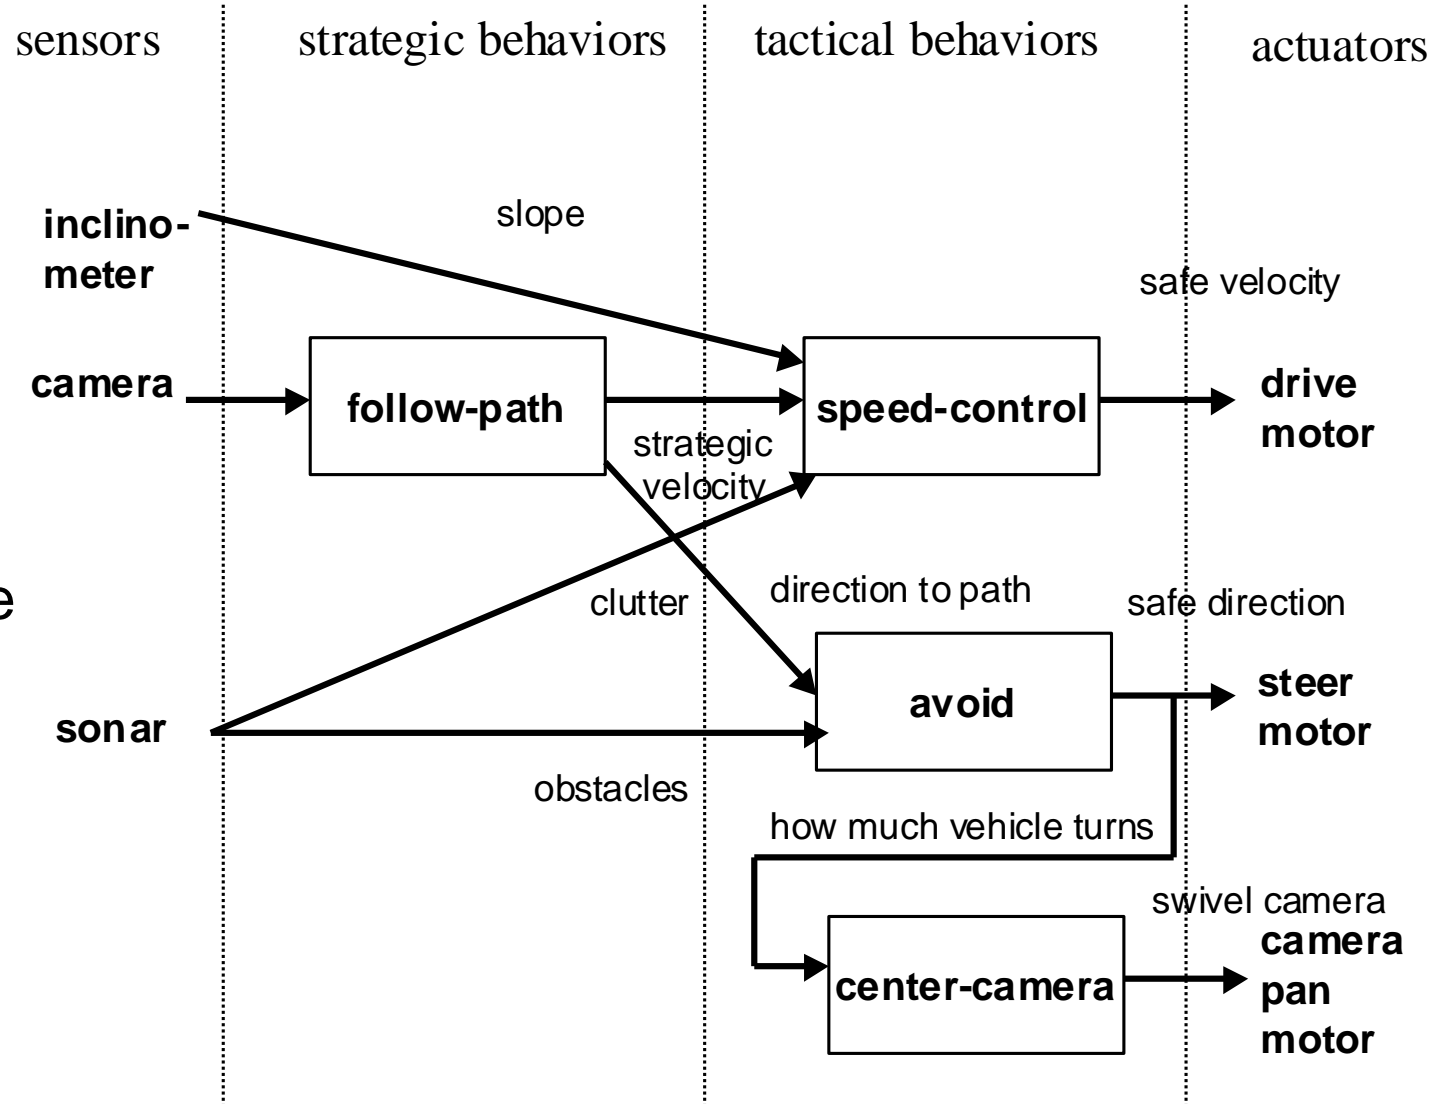 sensors
strategic behaviors
tactical behaviors
actuators
inclino-
meter
slope
safe velocity
camera
follow-path
speed-control
drive
motor
strategic
velocity
e
clutter
direction to path
safe direction
sonar
avoid
steer
motor
obstacles
how much vehicle turns
swivel camera
center-camera
camera
pan
motor